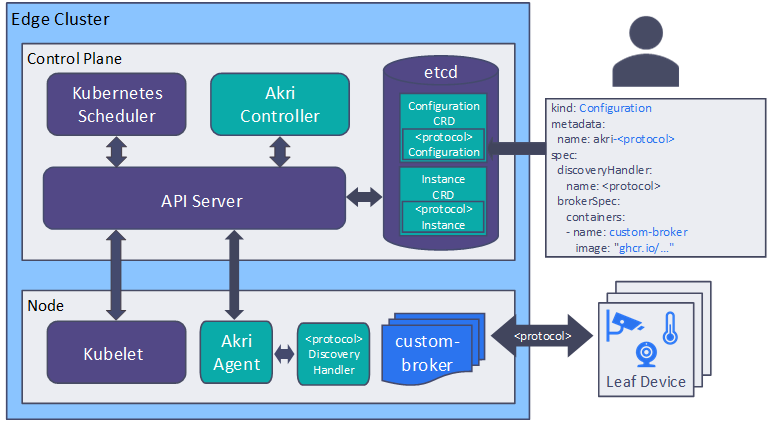 Edge Cluster
Control Plane
Kubernetes
Scheduler
Akri
Controller
etcd
Configuration
CRD
<protocol>
Configuration
Instance
CRD
<protocol>
Instance
API Server
kind: Configuration
metadata:
name: akri-<protocol>
spec:
discoveryHandler:
name: <protocol>
brokerSpec:
containers:
- name: custom-broker
image: "ghcr.io/..."
Node
Kubelet
Akri
Agent
<protocol>
Discovery
Handler
custom-
broker
<protocol>
Leaf Device